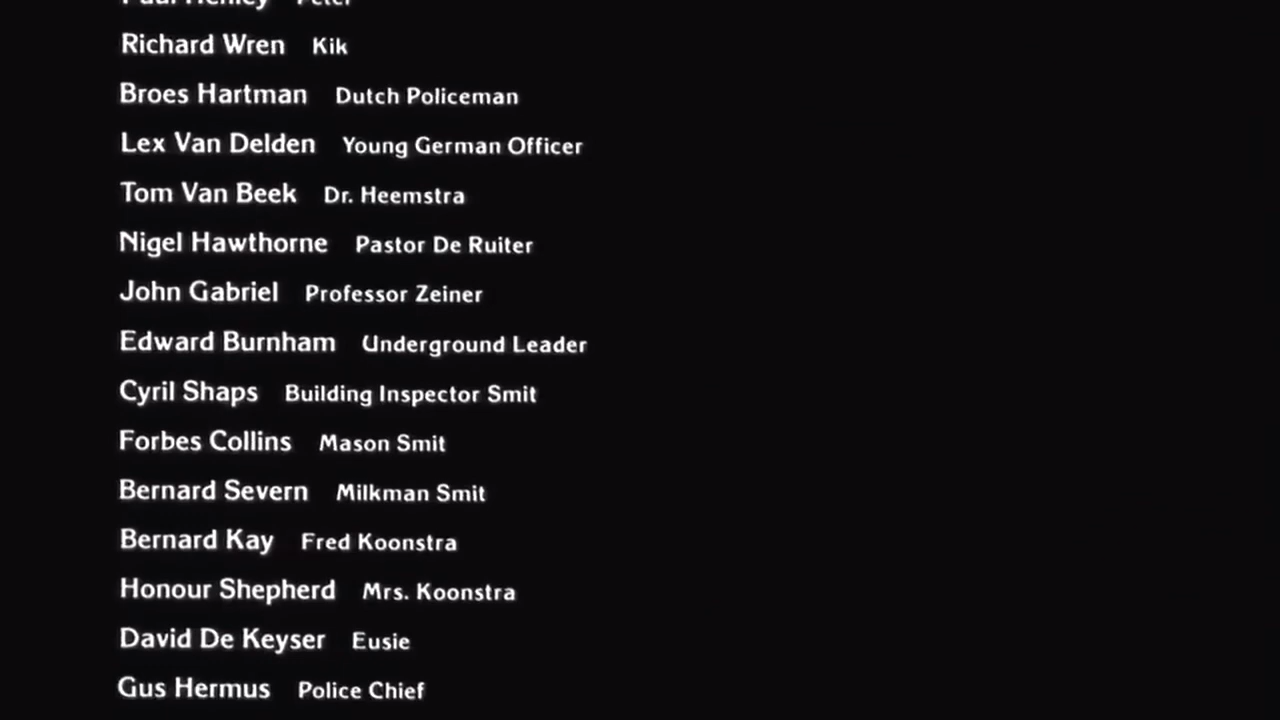 Paul Henley Peter
Richard Wren Kik
Broes Hartman Dutch Policeman
Lex Van Delden Young German Officer
Tom Van Beek Dr. Heemstra
Nigel Hawthorne Pastor De Ruiter
John Gabriel Professor Zeiner
Edward Burnham Underground Leader
Cyril Shaps Building Inspector Smit
Forbes Collins Mason Smit
Bernard Severn Milkman Smit
Bernard Kay Fred Koonstra
Honour Shepherd Mrs. Koonstra
David De Keyser Eusie
Gus Hermus Police Chief